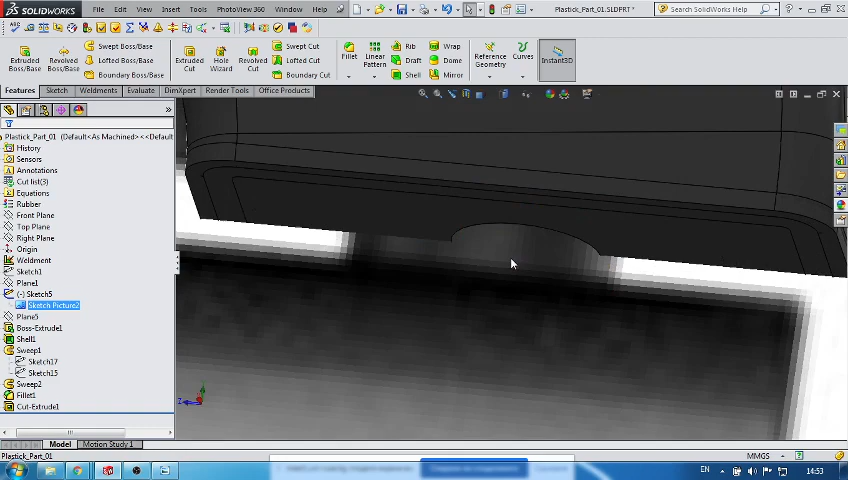 SOLIDWORKS
File Edit View Insert Tools PhotoView 360 Window Help
Plastick_Part_01.SLDPRT *
Search SolidWorks Help
Extruded Boss/Base
Revolved Boss/Base
Swept Boss/Base
Lofted Boss/Base
Boundary Boss/Base
Extruded Cut
Hole Wizard
Revolved Cut
Swept Cut
Lofted Cut
Boundary Cut
Fillet
Linear Pattern
Rib
Draft
Shell
Wrap
Dome
Mirror
Reference Geometry
Curves
Instant3D
Features Sketch Weldments Evaluate DimXpert Render Tools Office Products
Plastick_Part_01 (Default<As Machined><<Default
History
Sensors
Annotations
Cut list(3)
Equations
Rubber
Front Plane
Top Plane
Right Plane
Origin
Weldment
Sketch1
Plane1
(-) Sketch5
Sketch Picture2
Plane5
Boss-Extrude1
Shell1
Sweep1
Sketch17
Sketch15
Sweep2
Fillet1
Cut-Extrude1
Z
Model Motion Study 1
Plastick_Part_01
MMGS
EN
14:53